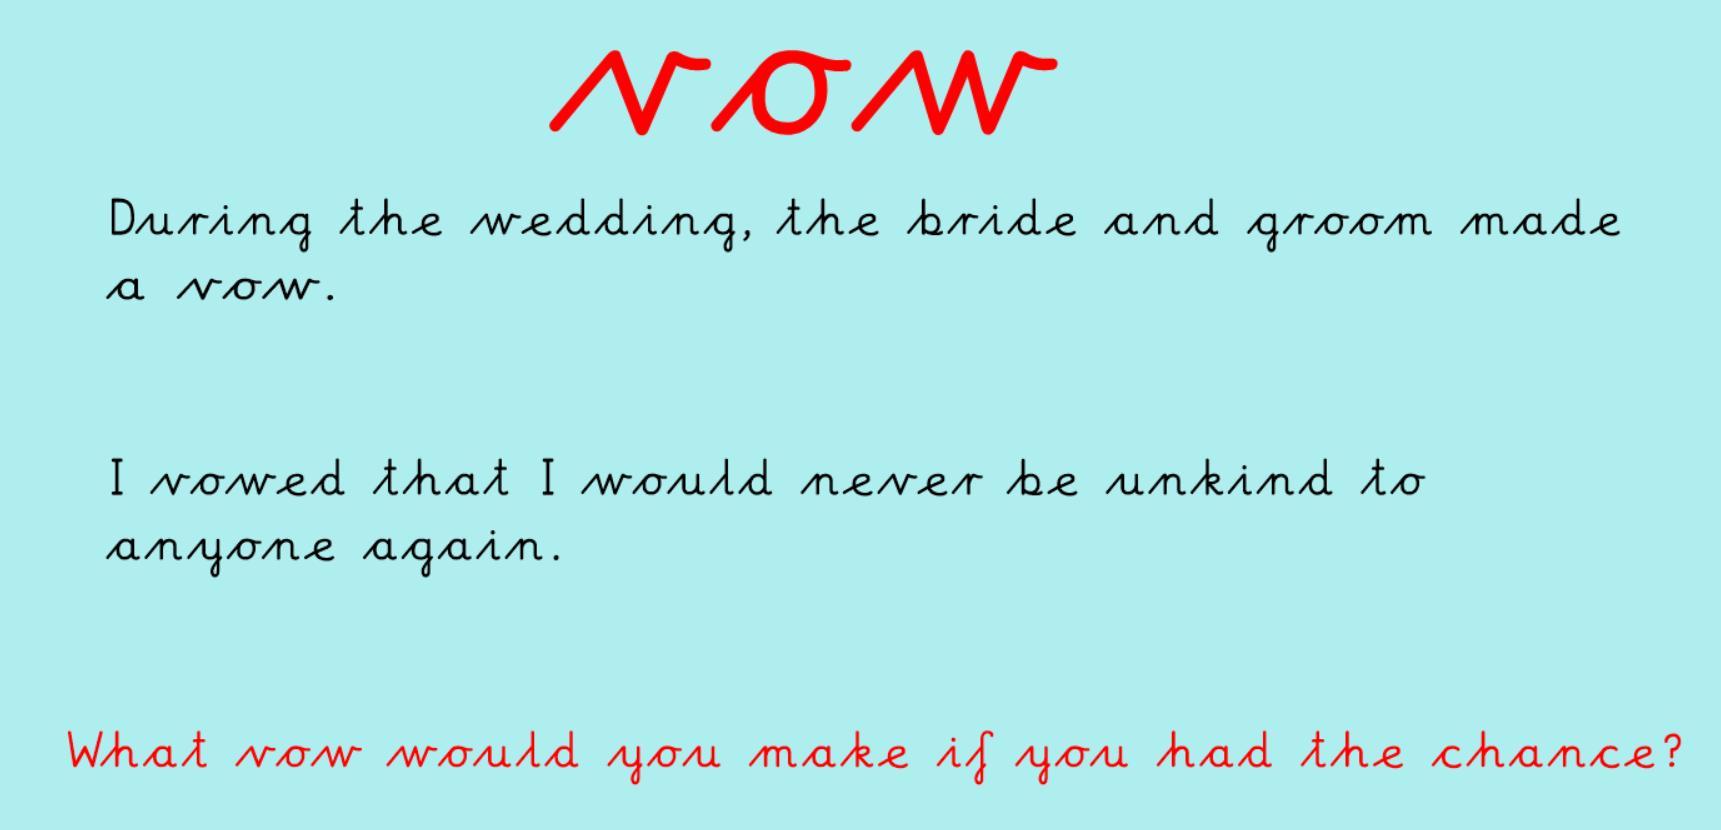 vow
During the wedding, the bride and groom made
a vow.
I vowed that I would never be unkind to
anyone again.
What vow would you make if you had the chance?